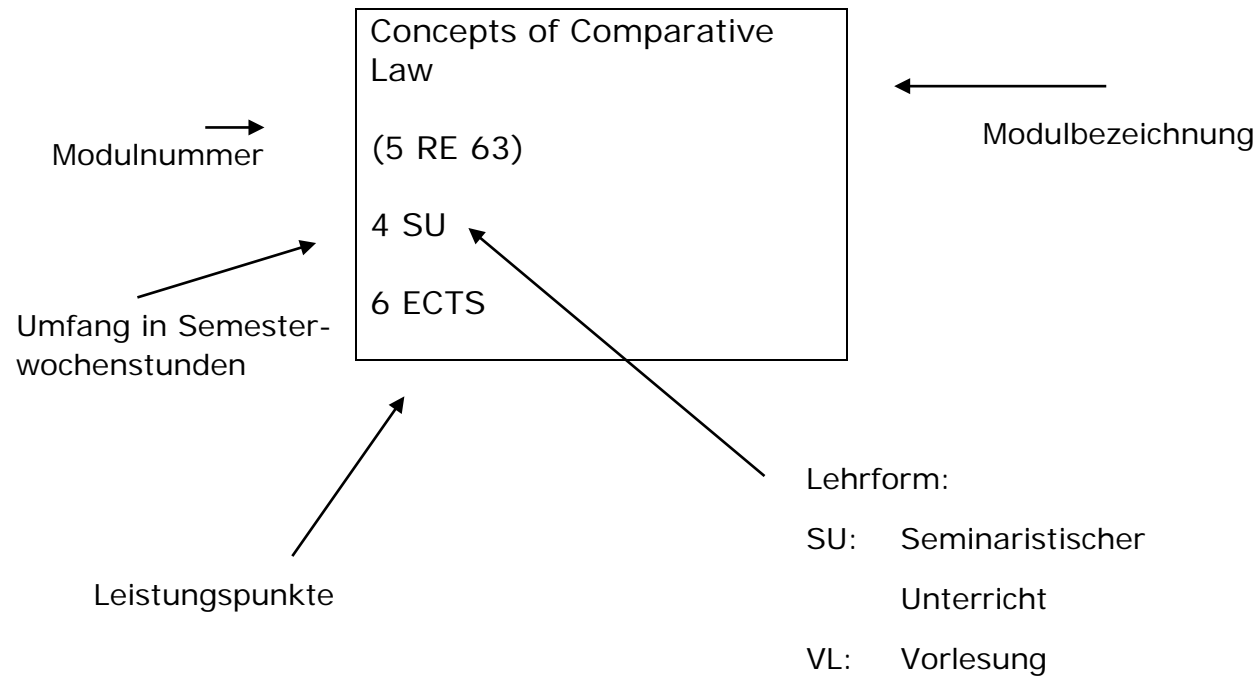 Concepts of Comparative
Law
(5 RE 63)
4 SU
6 ECTS
Modulnummer
Modulbezeichnung
Umfang in Semester-
wochenstunden
Leistungspunkte
Lehrform:
SU: Seminaristischer
Unterricht
VL: Vorlesung